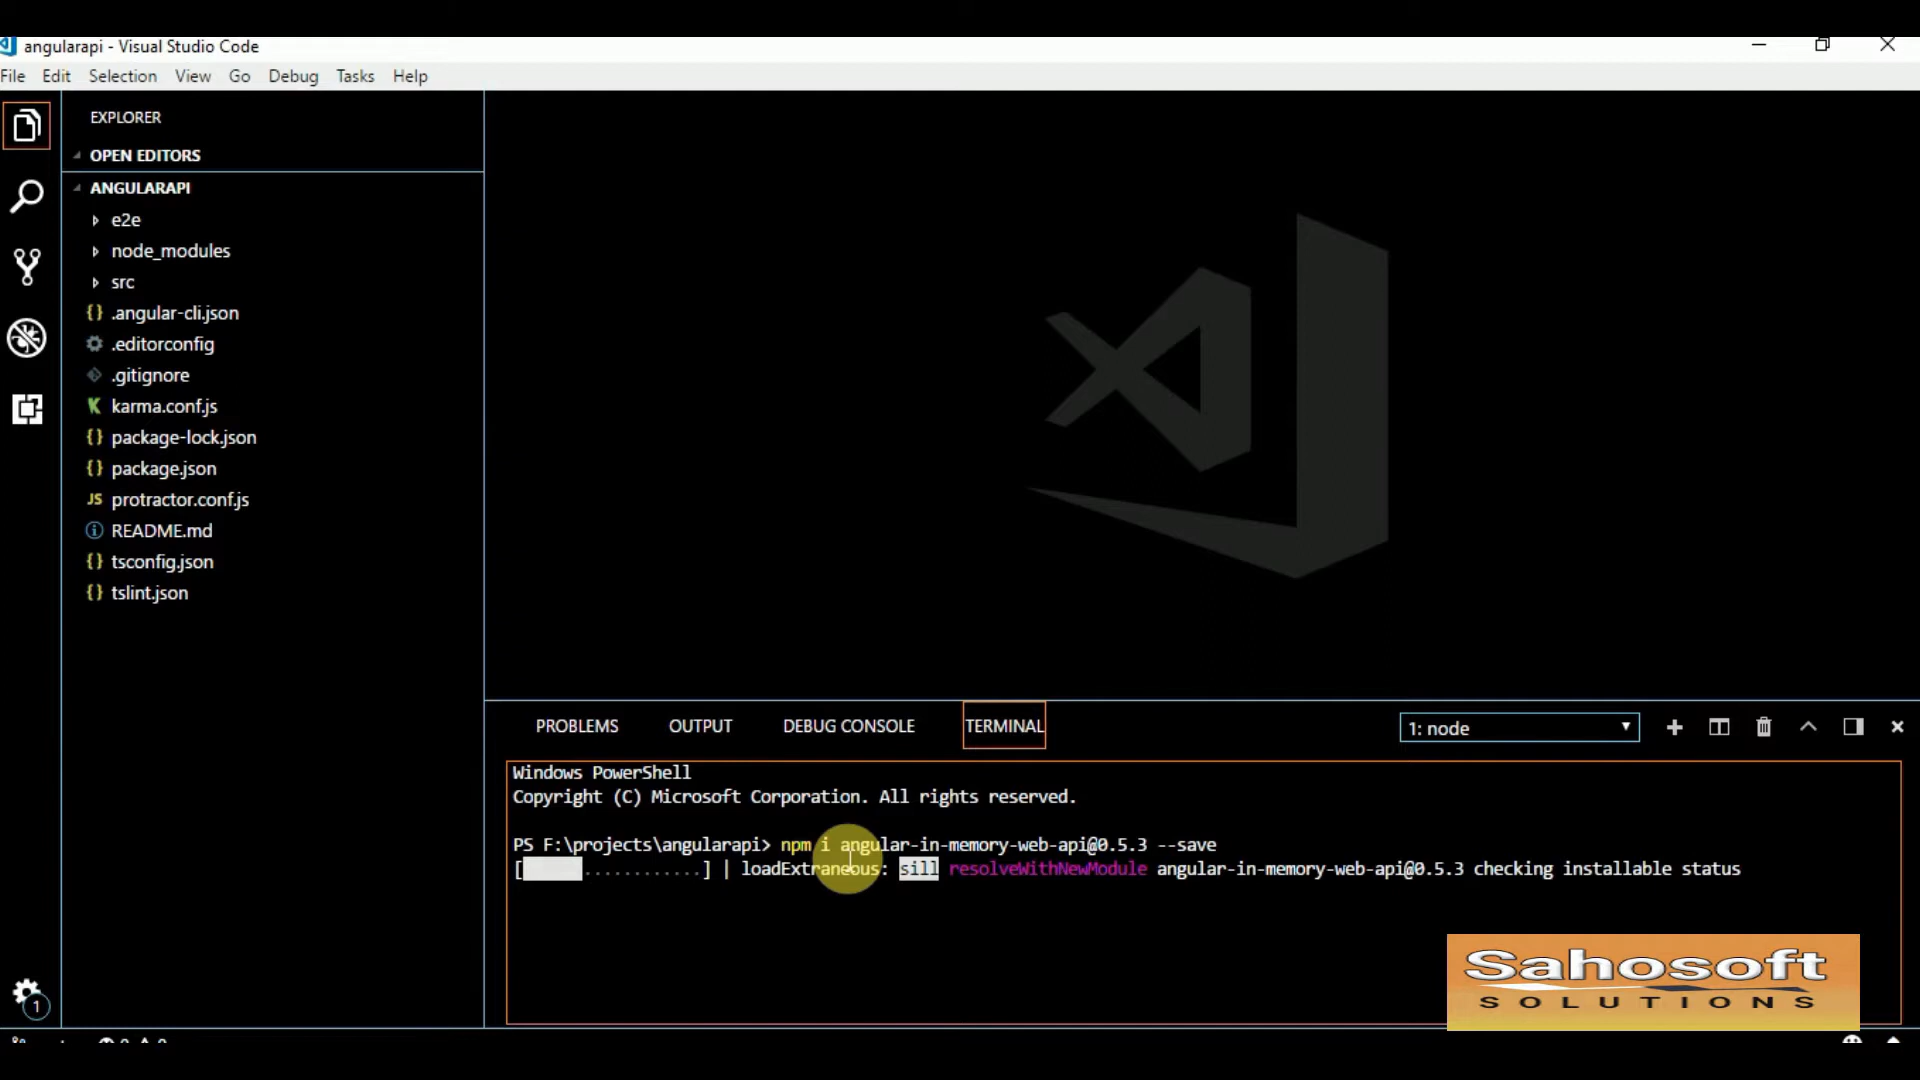 angularapi - Visual Studio Code
File Edit Selection View Go Debug Tasks Help
EXPLORER
OPEN EDITORS
ANGULARAPI
e2e
node_modules
src
{} .angular-cli.json
.editorconfig
.gitignore
K karma.conf.js
{} package-lock.json
{} package.json
JS protractor.conf.js
README.md
{} tsconfig.json
{} tslint.json
1
PROBLEMS OUTPUT DEBUG CONSOLE TERMINAL 1: node
Windows PowerShell
Copyright (C) Microsoft Corporation. All rights reserved.
PS F:\projects\angularapi> npm i angular-in-memory-web-api@0.5.3 --save
[ ............] | loadExtraneous: sill resolveWithNewModule angular-in-memory-web-api@0.5.3 checking installable status
Sahosoft
SOLUTIONS